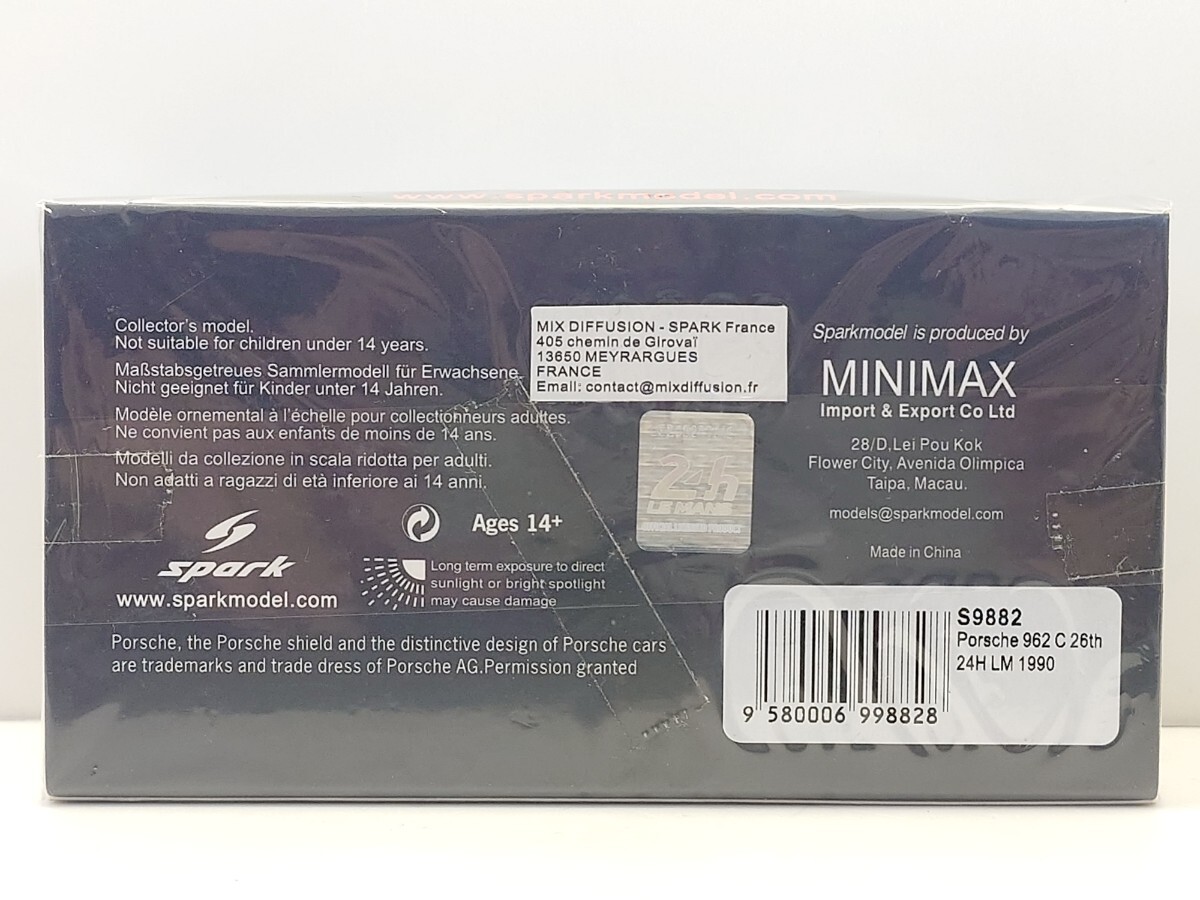 www.sparkmodel.com
Collector's model.
Not suitable for children under 14 years.
Maßstabsgetreues Sammlermodell für Erwachsene.
Nicht geeignet für Kinder unter 14 Jahren.
Modèle ornemental à l'échelle pour collectionneurs adultes.
Ne convient pas aux enfants de moins de 14 ans.
Modelli da collezione in scala ridotta per adulti.
Non adatti a ragazzi di età inferiore ai 14 anni.
Ages 14+
spark
www.sparkmodel.com
Long term exposure to direct
sunlight or bright spotlight
may cause damage
Porsche, the Porsche shield and the distinctive design of Porsche cars
are trademarks and trade dress of Porsche AG.Permission granted
MIX DIFFUSION - SPARK France
405 chemin de Girovaï
13650 MEYRARGUES
FRANCE
Email: contact@mixdiffusion.fr
24h
LE MANS
Sparkmodel is produced by
MINIMAX
Import & Export Co Ltd
28/D, Lei Pou Kok
Flower City, Avenida Olimpica
Taipa, Macau.
models@sparkmodel.com
Made in China
S9882
Porsche 962 C 26th
24H LM 1990
9 580006 998828